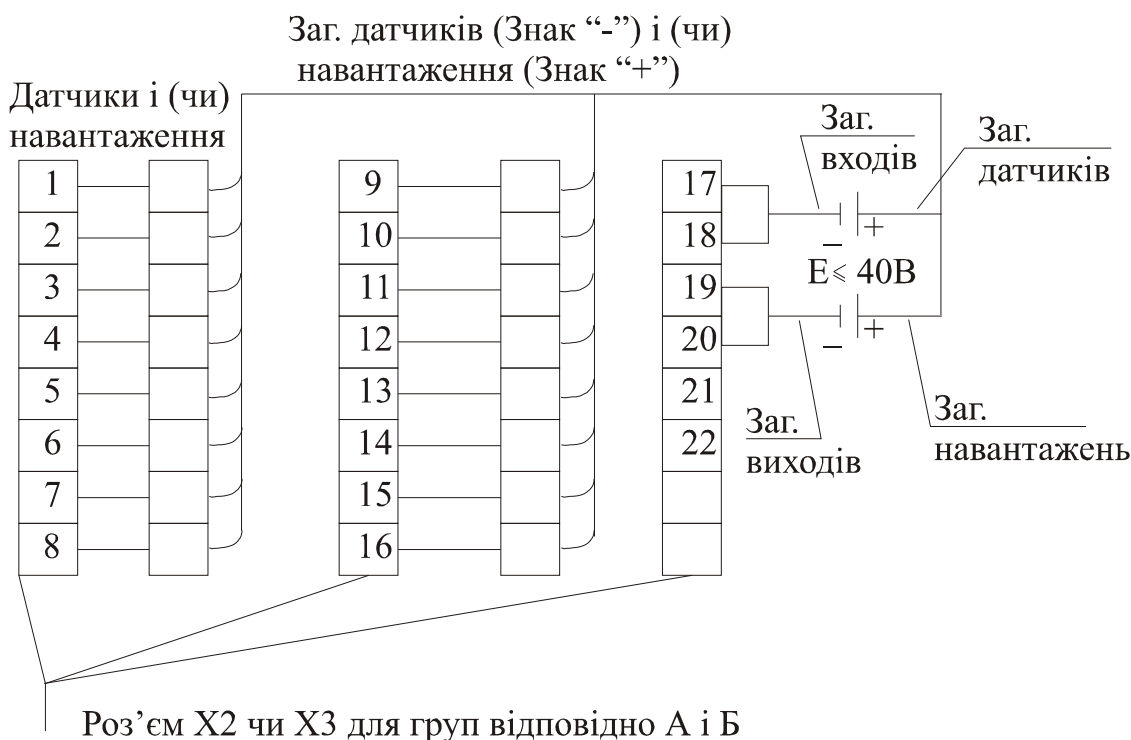 Заг. датчиків (Знак “-”) і (чи)
навантаження (Знак “+”)
Датчики і (чи)
навантаження
1
2
3
4
5
6
7
8
9
10
11
12
13
14
15
16
17
18
19
20
21
22
Заг.
входів
Заг.
датчиків
– +
E⩽ 40В
– +
Заг.
виходів
Заг.
навантажень
Роз’єм Х2 чи Х3 для груп відповідно А і Б